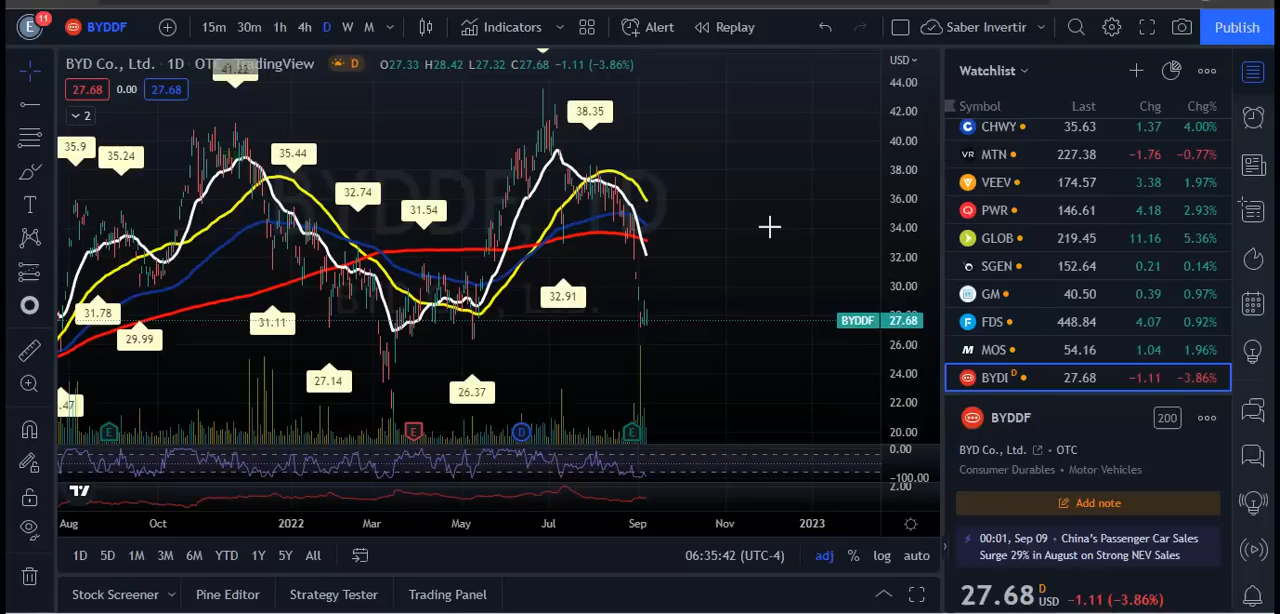 E 11 BYDDF 15m 30m 1h 4h D W M Indicators Alert Replay Saber Invertir Publish
BYD Co., Ltd. · 1D · OTC TradingView D O27.33 H28.42 L27.32 C27.68 −1.11 (−3.86%)
27.68 0.00 27.68
2
USD
44.00
42.00
40.00
38.00
36.00
34.00
32.00
30.00
BYDDF 27.68
26.00
24.00
22.00
20.00
0.00
−100.00
2.00
35.9
35.24
35.44
32.74
31.54
38.35
31.78
29.99
31.11
27.14
26.37
32.91
E E D E
Aug Oct 2022 Mar May Jul Sep Nov 2023
1D 5D 1M 3M 6M YTD 1Y 5Y All 06:35:42 (UTC-4) adj % log auto
Stock Screener Pine Editor Strategy Tester Trading Panel
Watchlist
Symbol Last Chg Chg%
CHWY 35.63 1.37 4.00%
MTN 227.38 −1.76 −0.77%
VEEV 174.57 3.38 1.97%
PWR 146.61 4.18 2.93%
GLOB 219.45 11.16 5.36%
SGEN 152.64 0.21 0.14%
GM 40.50 0.39 0.97%
FDS 448.84 4.07 0.92%
MOS 54.16 1.04 1.96%
BYDI D 27.68 −1.11 −3.86%
BYDDF 200
BYD Co., Ltd. · OTC
Consumer Durables · Motor Vehicles
Add note
00:01, Sep 09 · China's Passenger Car Sales
Surge 29% in August on Strong NEV Sales
27.68 D USD −1.11 (−3.86%)